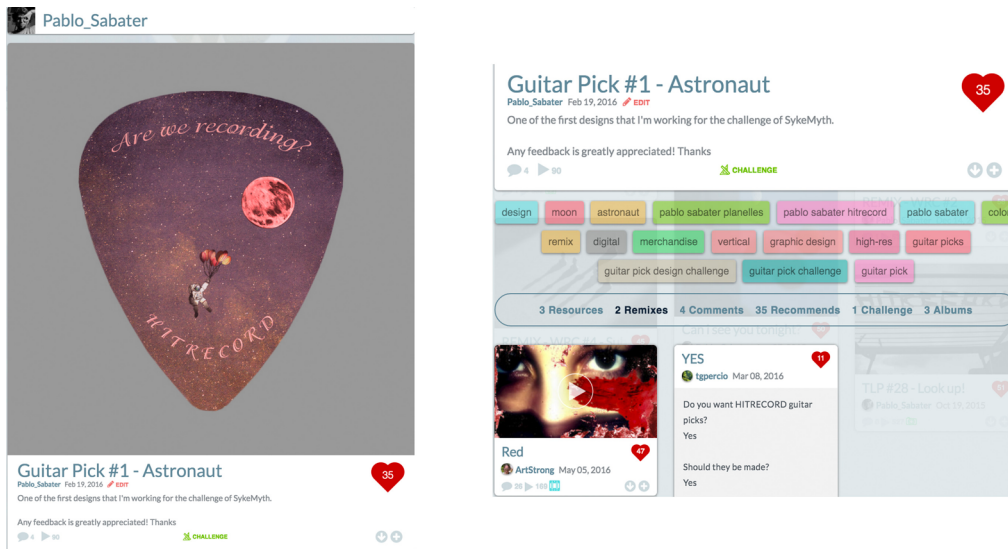 Pablo_Sabater
Are we recording?
HITRECORD
Guitar Pick #1 - Astronaut
35
Pablo_Sabater Feb 19, 2016 EDIT
One of the first designs that I'm working for the challenge of SykeMyth.
Any feedback is greatly appreciated! Thanks
4 90 CHALLENGE
Guitar Pick #1 - Astronaut
35
Pablo_Sabater Feb 19, 2016 EDIT
One of the first designs that I'm working for the challenge of SykeMyth.
Any feedback is greatly appreciated! Thanks
4 90 CHALLENGE
design moon astronaut pablo sabater planelles pablo sabater hitrecord pablo sabater color
remix digital merchandise vertical graphic design high-res guitar picks
guitar pick design challenge guitar pick challenge guitar pick
3 Resources 2 Remixes 4 Comments 35 Recommends 1 Challenge 3 Albums
Can i see you tonight?
Red
47
ArtStrong May 05, 2016
YES
11
tgpercio Mar 08, 2016
Do you want HITRECORD guitar
picks?
Yes
Should they be made?
Yes
TLP #28 - Look up!
Pablo_Sabater Oct 19, 2015